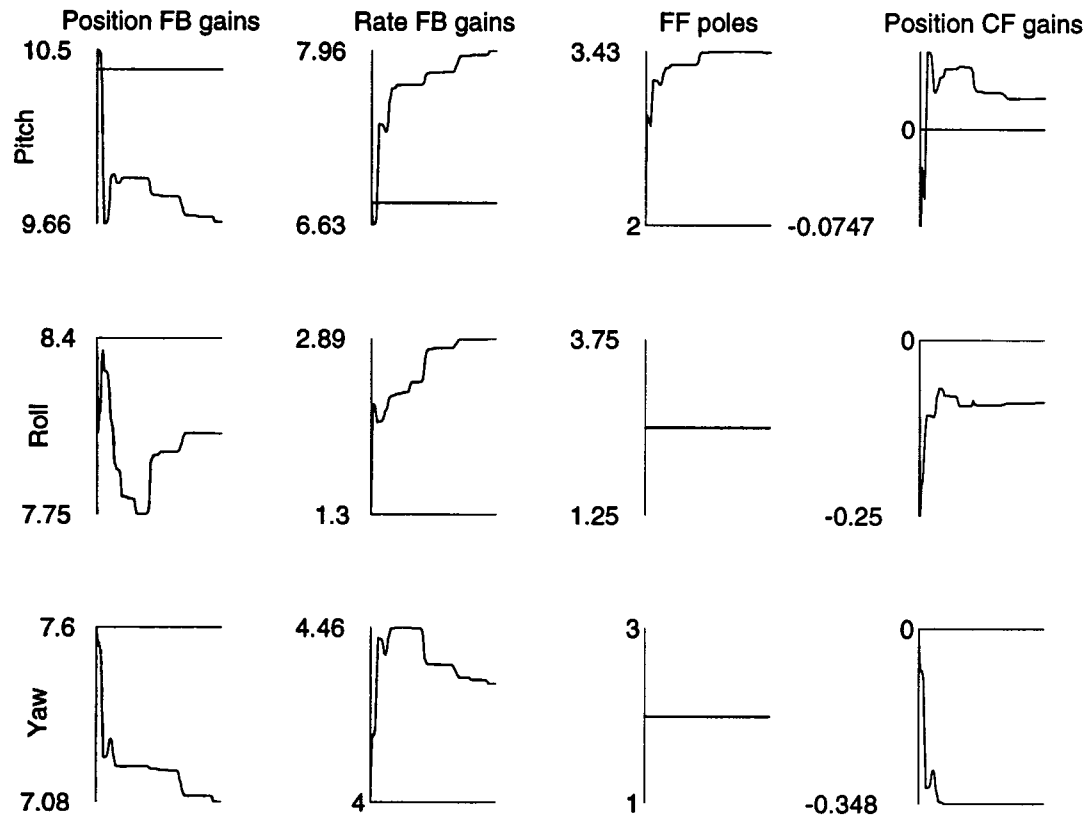 Position FB gains Rate FB gains FF poles Position CF gains
10.5 7.96 3.43
Pitch 0
9.66 6.63 2 -0.0747
8.4 2.89 3.75 0
Roll
7.75 1.3 1.25 -0.25
7.6 4.46 3 0
Yaw
7.08 4 1 -0.348